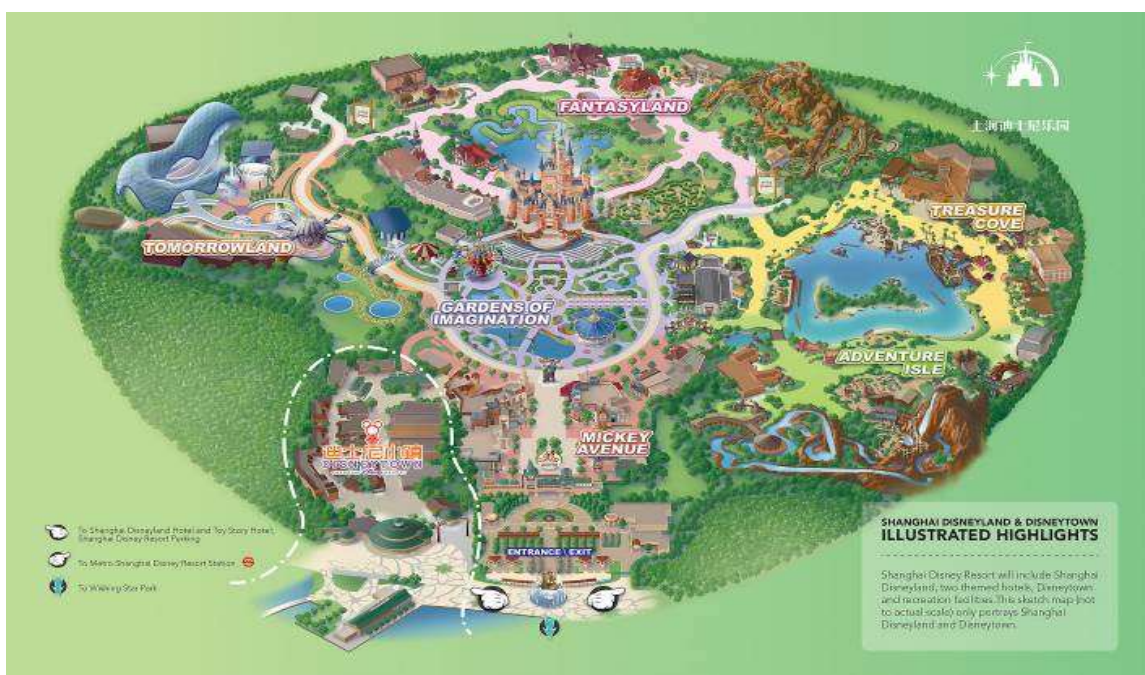 上海迪士尼乐园
FANTASYLAND
TREASURE
COVE
TOMORROWLAND
GARDENS OF
IMAGINATION
ADVENTURE
ISLE
MICKEY
AVENUE
迪士尼小镇
DISNEYTOWN
ENTRANCE
EXIT
To Shanghai Disneyland Hotel and Toy Story Hotel,
Shanghai Disney Resort Parking
To Metro Shanghai Disney Resort Station
To Wishing Star Park
SHANGHAI DISNEYLAND & DISNEYTOWN
ILLUSTRATED HIGHLIGHTS
Shanghai Disney Resort will include Shanghai
Disneyland, two themed hotels, Disneytown
and recreation facilities. This sketch map (not
to actual scale) only portrays Shanghai
Disneyland and Disneytown.